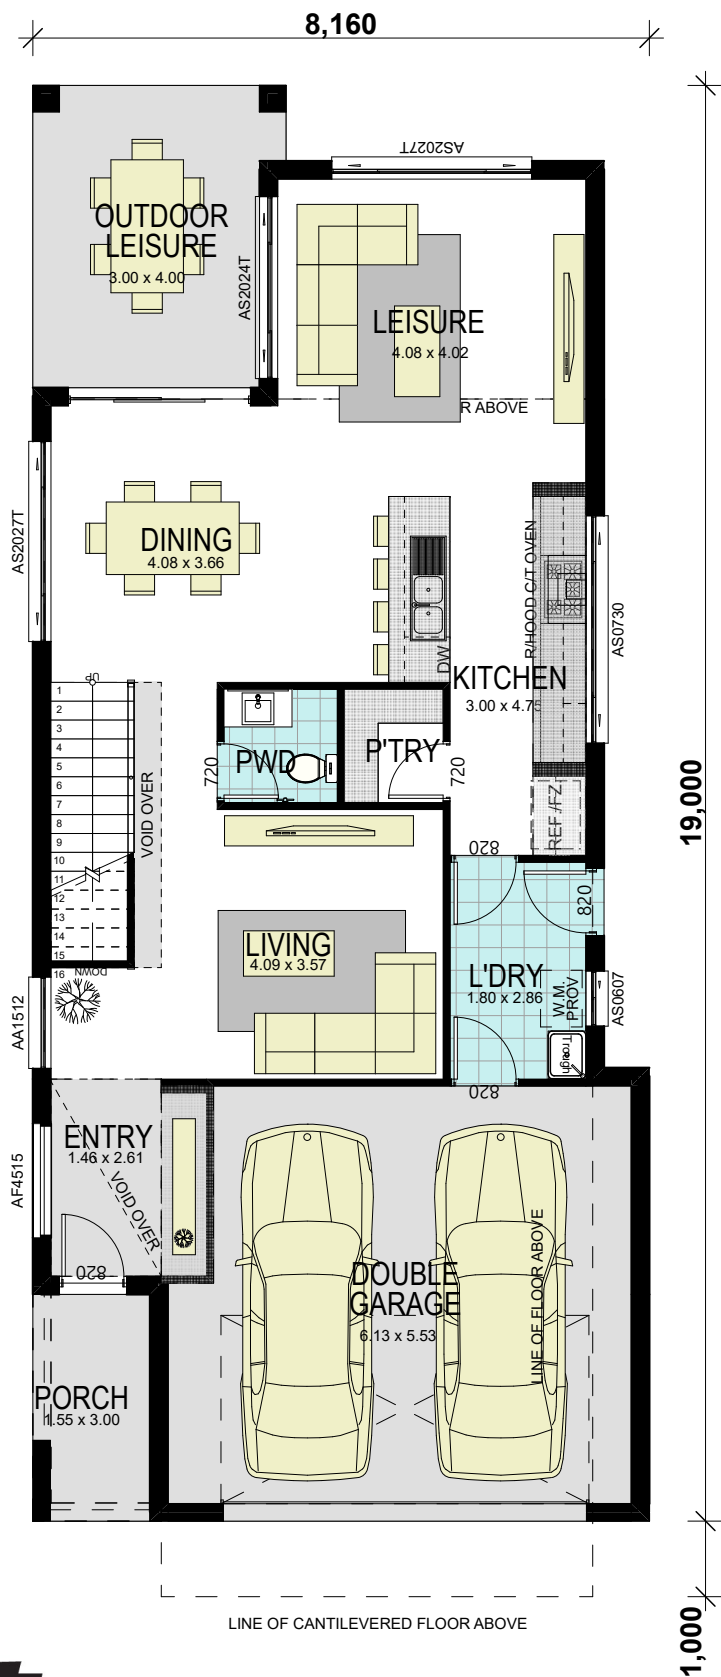 8,160
AS2027T
OUTDOOR
LEISURE
3.00 x 4.00
AS2024T
LEISURE
4.08 x 4.02
R ABOVE
AS2027T
DINING
4.08 x 3.66
R/HOOD C/T OVEN
AS0730
DW
KITCHEN
3.00 x 4.75
UP
1
2
3
4
5
6
7
8
9
10
11
12
13
14
15
16
DOWN
VOID OVER
720
PWD
P'TRY
720
REF /FZ
19,000
820
820
LIVING
4.09 x 3.57
L'DRY
1.80 x 2.86
W.M.
PROV
AS0607
Trough
AA1512
820
ENTRY
1.46 x 2.61
AF4515
VOID OVER
820
DOUBLE
GARAGE
6.13 x 5.53
LINE OF FLOOR ABOVE
PORCH
1.55 x 3.00
LINE OF CANTILEVERED FLOOR ABOVE
1,000